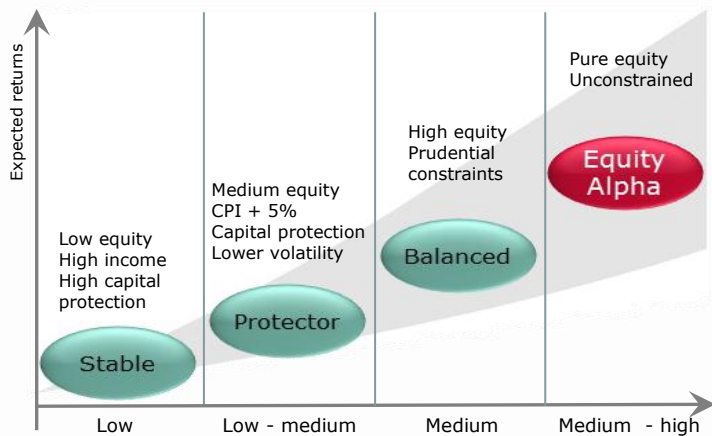 Expected returns
Low equity
High income
High capital
protection
Stable
Medium equity
CPI + 5%
Capital protection
Lower volatility
Protector
High equity
Prudential
constraints
Balanced
Pure equity
Unconstrained
Equity
Alpha
Low
Low - medium
Medium
Medium - high